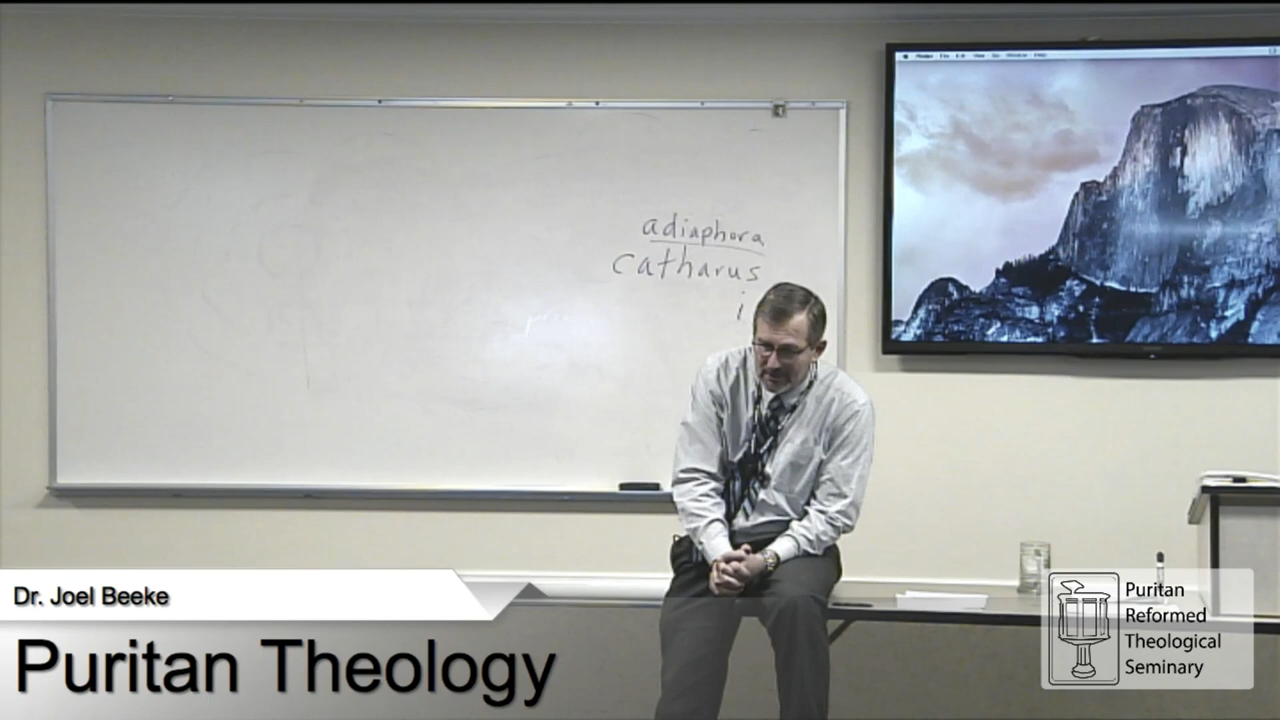 adiaphora
catharus
i
Dr. Joel Beeke
Puritan Theology
Puritan
Reformed
Theological
Seminary